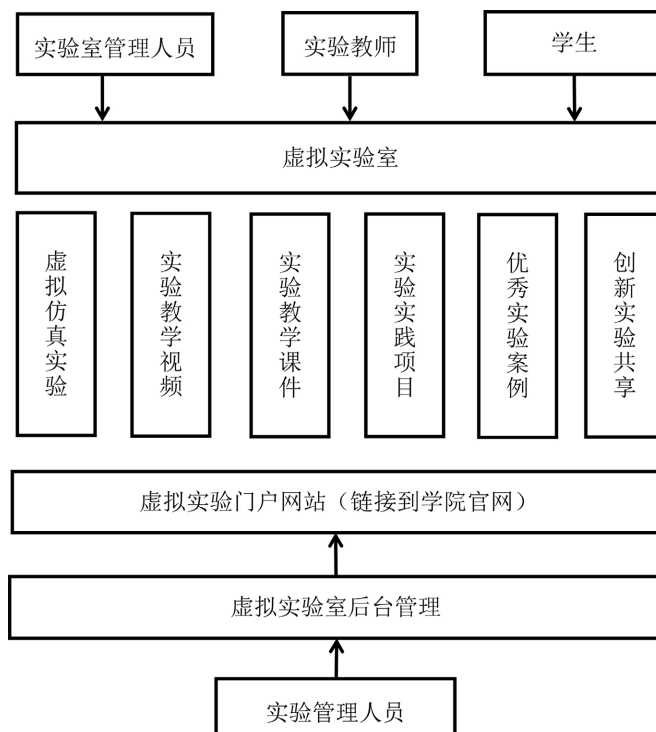 实验室管理人员
实验教师
学生
虚拟实验室
虚拟仿真实验
实验教学视频
实验教学课件
实验实践项目
优秀实验案例
创新实验共享
虚拟实验门户网站（链接到学院官网）
虚拟实验室后台管理
实验管理人员